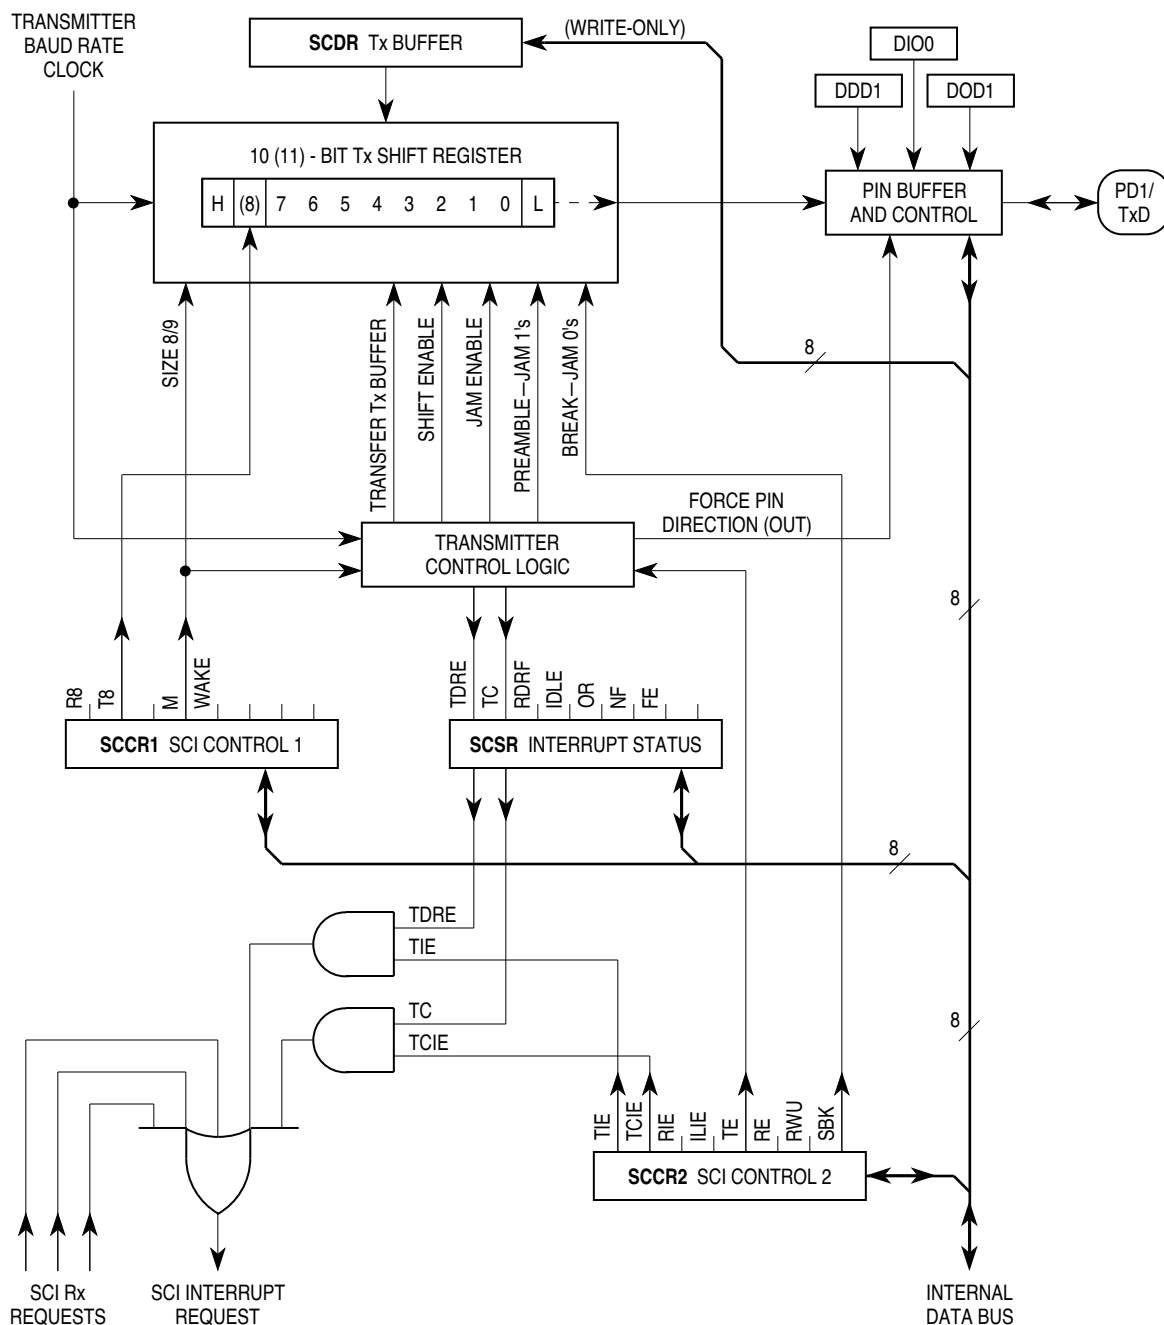 TRANSMITTER
BAUD RATE
CLOCK
SCDR Tx BUFFER
(WRITE-ONLY)
DIO0
DDD1
DOD1
10 (11) - BIT Tx SHIFT REGISTER
H (8) 7 6 5 4 3 2 1 0 L
PIN BUFFER
AND CONTROL
PD1/
TxD
SIZE 8/9
TRANSFER Tx BUFFER
SHIFT ENABLE
JAM ENABLE
PREAMBLE—JAM 1's
BREAK—JAM 0's
8
FORCE PIN
DIRECTION (OUT)
TRANSMITTER
CONTROL LOGIC
8
R8
T8
M
WAKE
TDRE
TC
RDRF
IDLE
OR
NF
FE
SCCR1 SCI CONTROL 1
SCSR INTERRUPT STATUS
8
TDRE
TIE
TC
TCIE
8
TIE
TCIE
RIE
ILIE
TE
RE
RWU
SBK
SCCR2 SCI CONTROL 2
SCI Rx
REQUESTS
SCI INTERRUPT
REQUEST
INTERNAL
DATA BUS